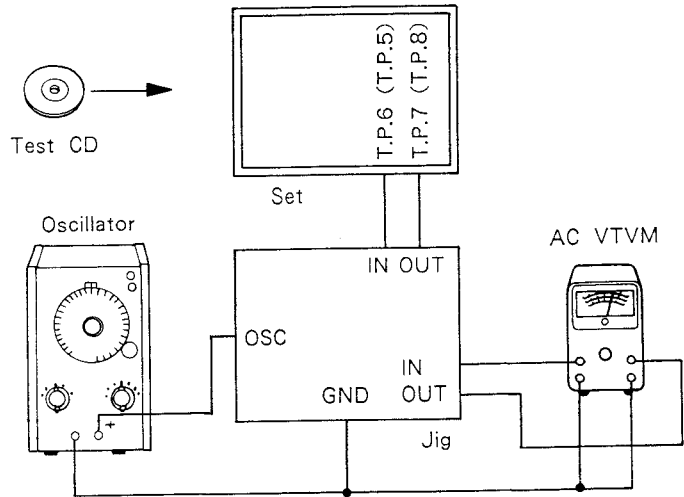 T.P.6 (T.P.5)
T.P.7 (T.P.8)
Test CD
Set
Oscillator
AC VTVM
IN OUT
OSC
IN
GND OUT
Jig
+